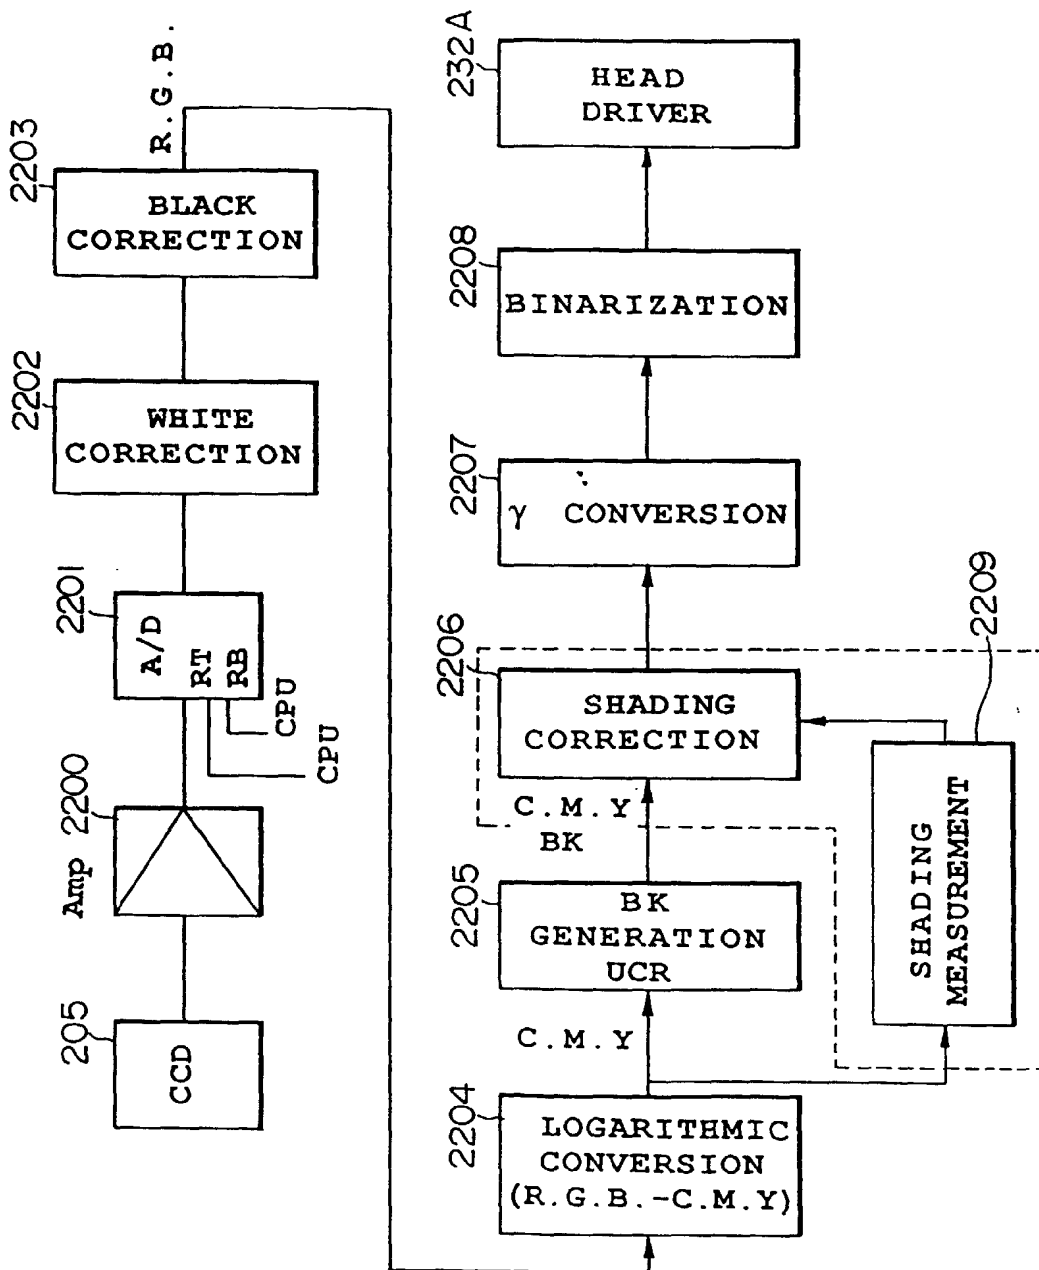 205
CCD
Amp
2200
2201
A/D
RT
RB
CPU
CPU
2202
WHITE
CORRECTION
2203
BLACK
CORRECTION
R.G.B.
2204
LOGARITHMIC
CONVERSION
(R.G.B.-C.M.Y)
C.M.Y
2205
BK
GENERATION
UCR
C.M.Y
BK
2206
SHADING
CORRECTION
2209
SHADING
MEASUREMENT
2207
γ CONVERSION
2208
BINARIZATION
232A
HEAD
DRIVER